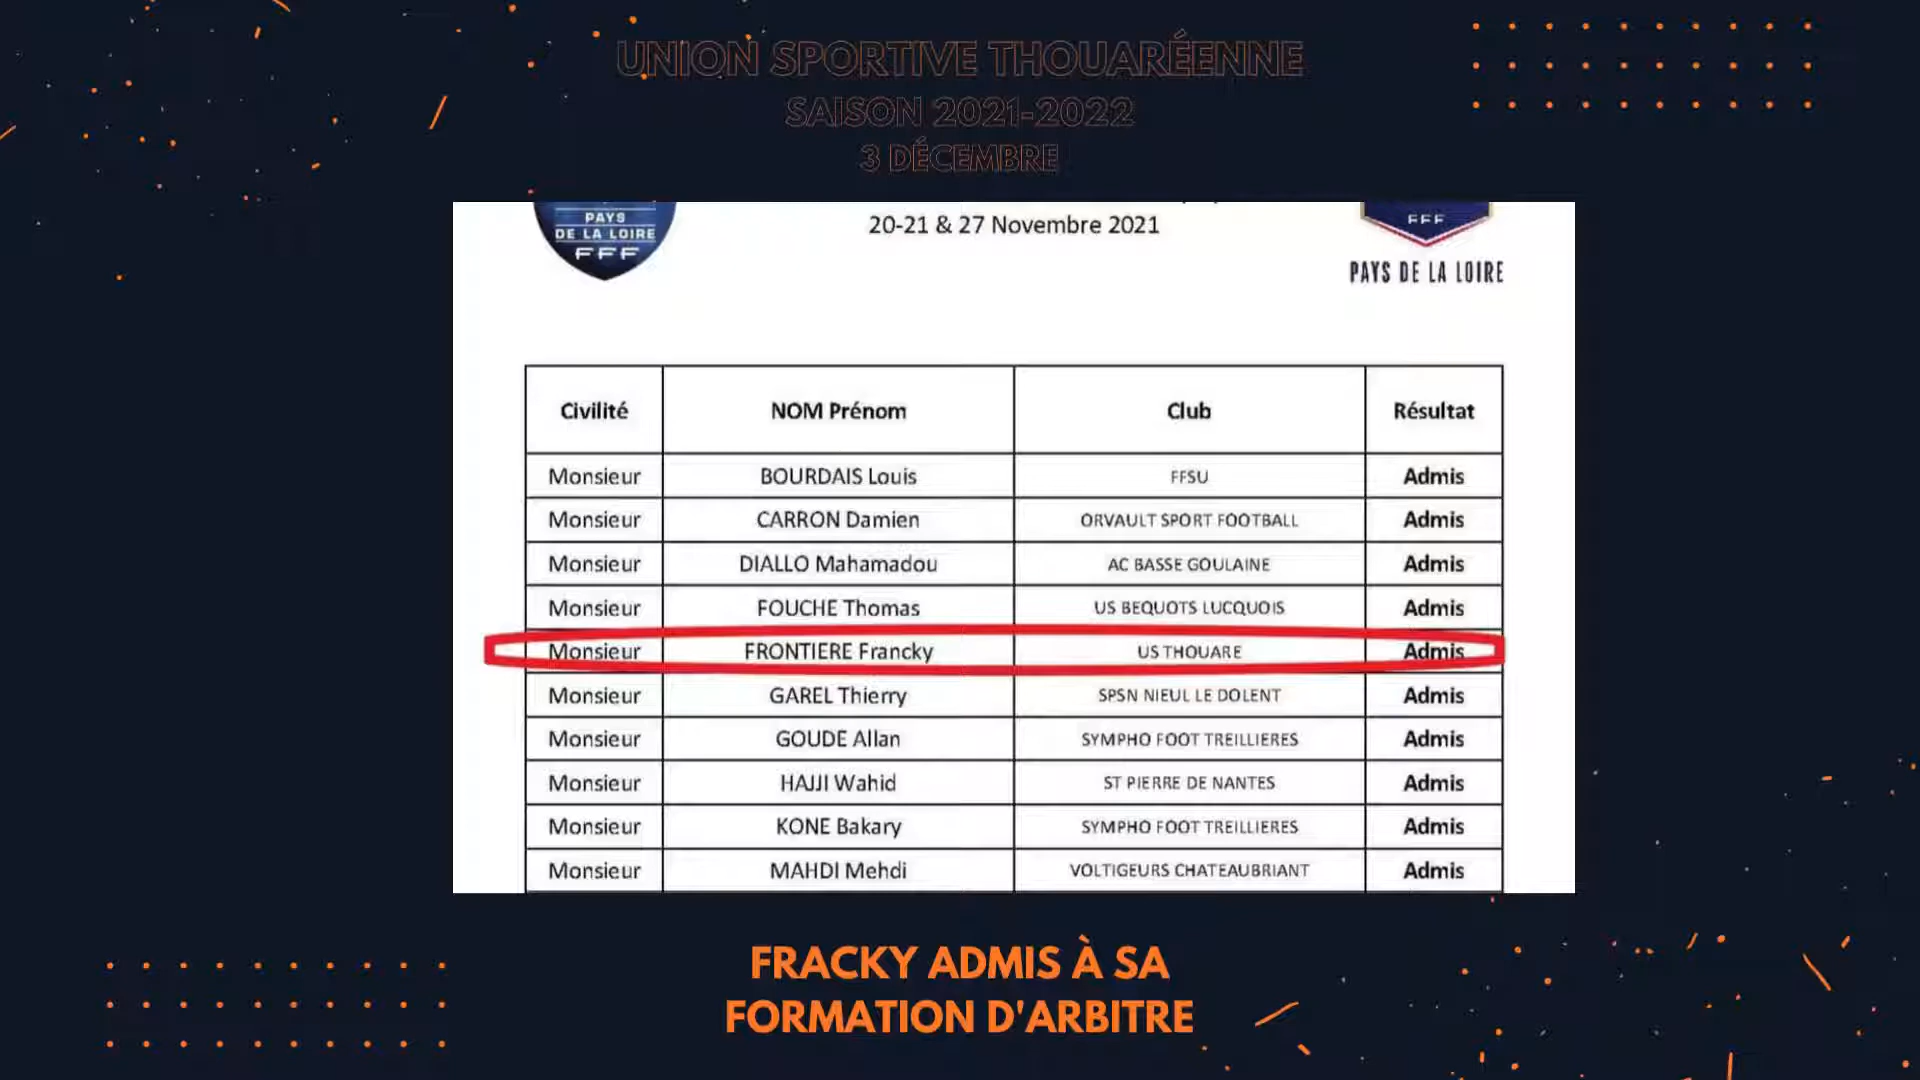 UNION SPORTIVE THOUARÉENNE
SAISON 2021-2022
3 DÉCEMBRE
PAYS
DE LA LOIRE
FFF
20-21 & 27 Novembre 2021
FFF
PAYS DE LA LOIRE
Civilité NOM Prénom Club Résultat
Monsieur BOURDAIS Louis FFSU Admis
Monsieur CARRON Damien ORVAULT SPORT FOOTBALL Admis
Monsieur DIALLO Mahamadou AC BASSE GOULAINE Admis
Monsieur FOUCHE Thomas US BEQUOTS LUCQUOIS Admis
Monsieur FRONTIERE Francky US THOUARE Admis
Monsieur GAREL Thierry SPSN NIEUL LE DOLENT Admis
Monsieur GOUDE Allan SYMPHO FOOT TREILLIERES Admis
Monsieur HAJJI Wahid ST PIERRE DE NANTES Admis
Monsieur KONE Bakary SYMPHO FOOT TREILLIERES Admis
Monsieur MAHDI Mehdi VOLTIGEURS CHATEAUBRIANT Admis
FRACKY ADMIS À SA
FORMATION D'ARBITRE